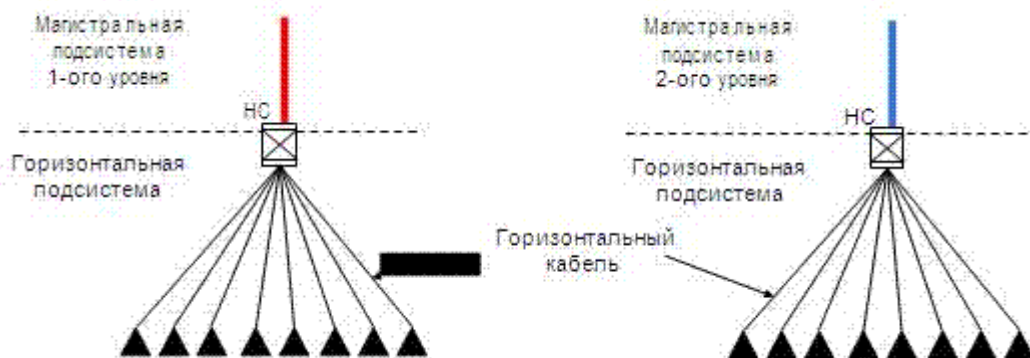 Магистральная
подсистема
1-ого уровня
НС
Горизонтальная
подсистема
Магистральная
подсистема
2-ого уровня
НС
Горизонтальная
подсистема
Горизонтальный
кабель